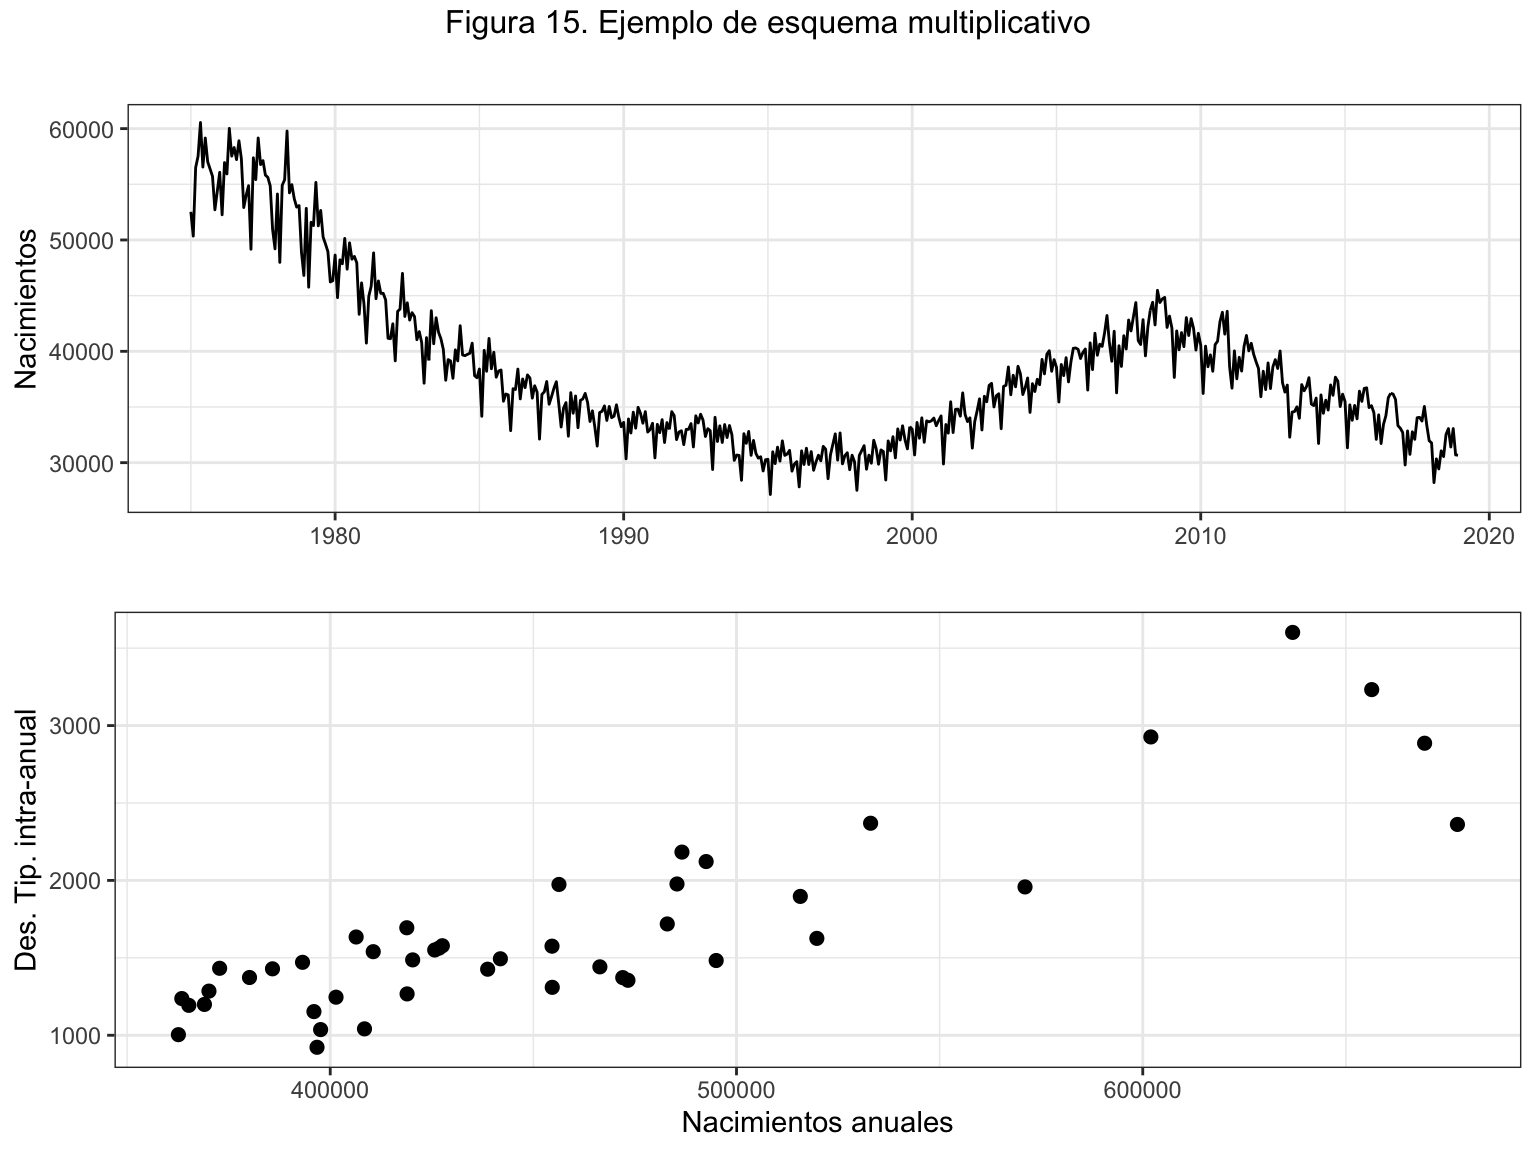 Figura 15. Ejemplo de esquema multiplicativo
60000
50000
40000
30000
Nacimientos
1980 1990 2000 2010 2020
3000
2000
1000
Des. Tip. intra-anual
400000 500000 600000
Nacimientos anuales